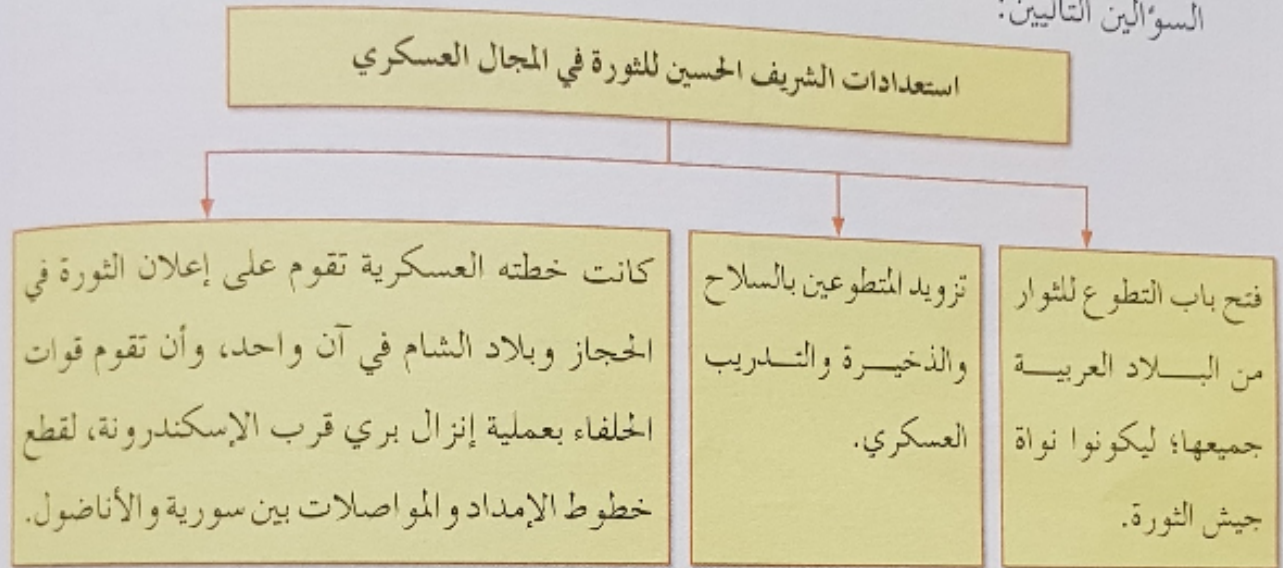 السؤالين التاليين:
استعدادات الشريف الحسين للثورة في المجال العسكري
فتح باب التطوع للثوار
من البلاد العربية
جميعها؛ ليكونوا نواة
جيش الثورة.
تزويد المتطوعين بالسلاح
والذخيرة والتدريب
العسكري.
كانت خطته العسكرية تقوم على إعلان الثورة في
الحجاز وبلاد الشام في آن واحد، وأن تقوم قوات
الحلفاء بعملية إنزال بري قرب الإسكندرونة، لقطع
خطوط الإمداد والمواصلات بين سورية والأناضول.